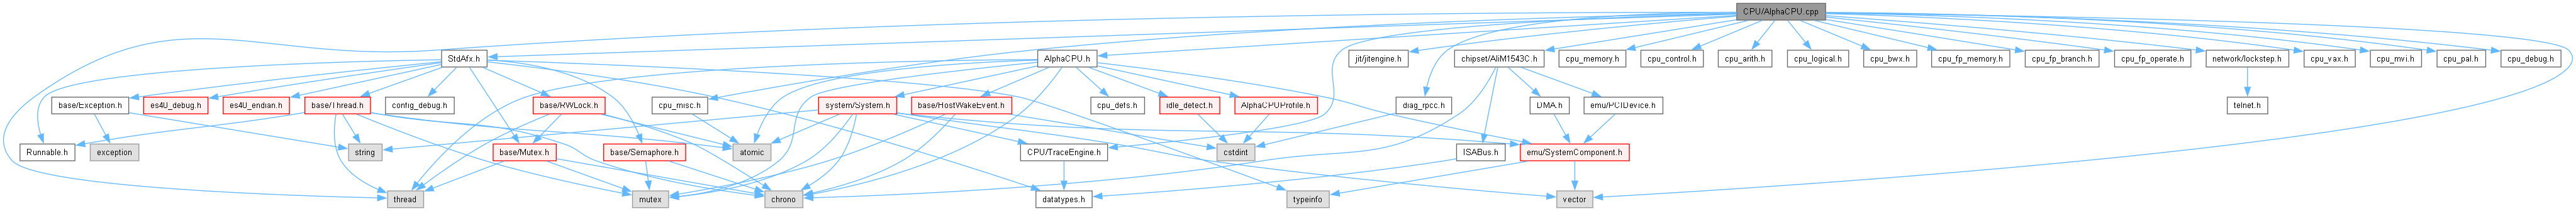 CPU/AlphaCPU.cpp
StdAfx.h
AlphaCPU.h
jit/jitengine.h
chipset/AliM1543C.h
cpu_memory.h
cpu_control.h
cpu_arith.h
cpu_logical.h
cpu_bwx.h
cpu_fp_memory.h
cpu_fp_branch.h
cpu_fp_operate.h
network/lockstep.h
cpu_vax.h
cpu_mvi.h
cpu_pal.h
cpu_debug.h
base/Exception.h
es4U_debug.h
es4U_endian.h
base/Thread.h
config_debug.h
base/RWLock.h
cpu_misc.h
system/System.h
base/HostWakeEvent.h
cpu_defs.h
idle_detect.h
AlphaCPUProfile.h
diag_rpcc.h
DMA.h
emu/PCIDevice.h
telnet.h
Runnable.h
exception
string
base/Mutex.h
base/Semaphore.h
atomic
CPU/TraceEngine.h
cstdint
ISABus.h
emu/SystemComponent.h
thread
mutex
chrono
datatypes.h
typeinfo
vector